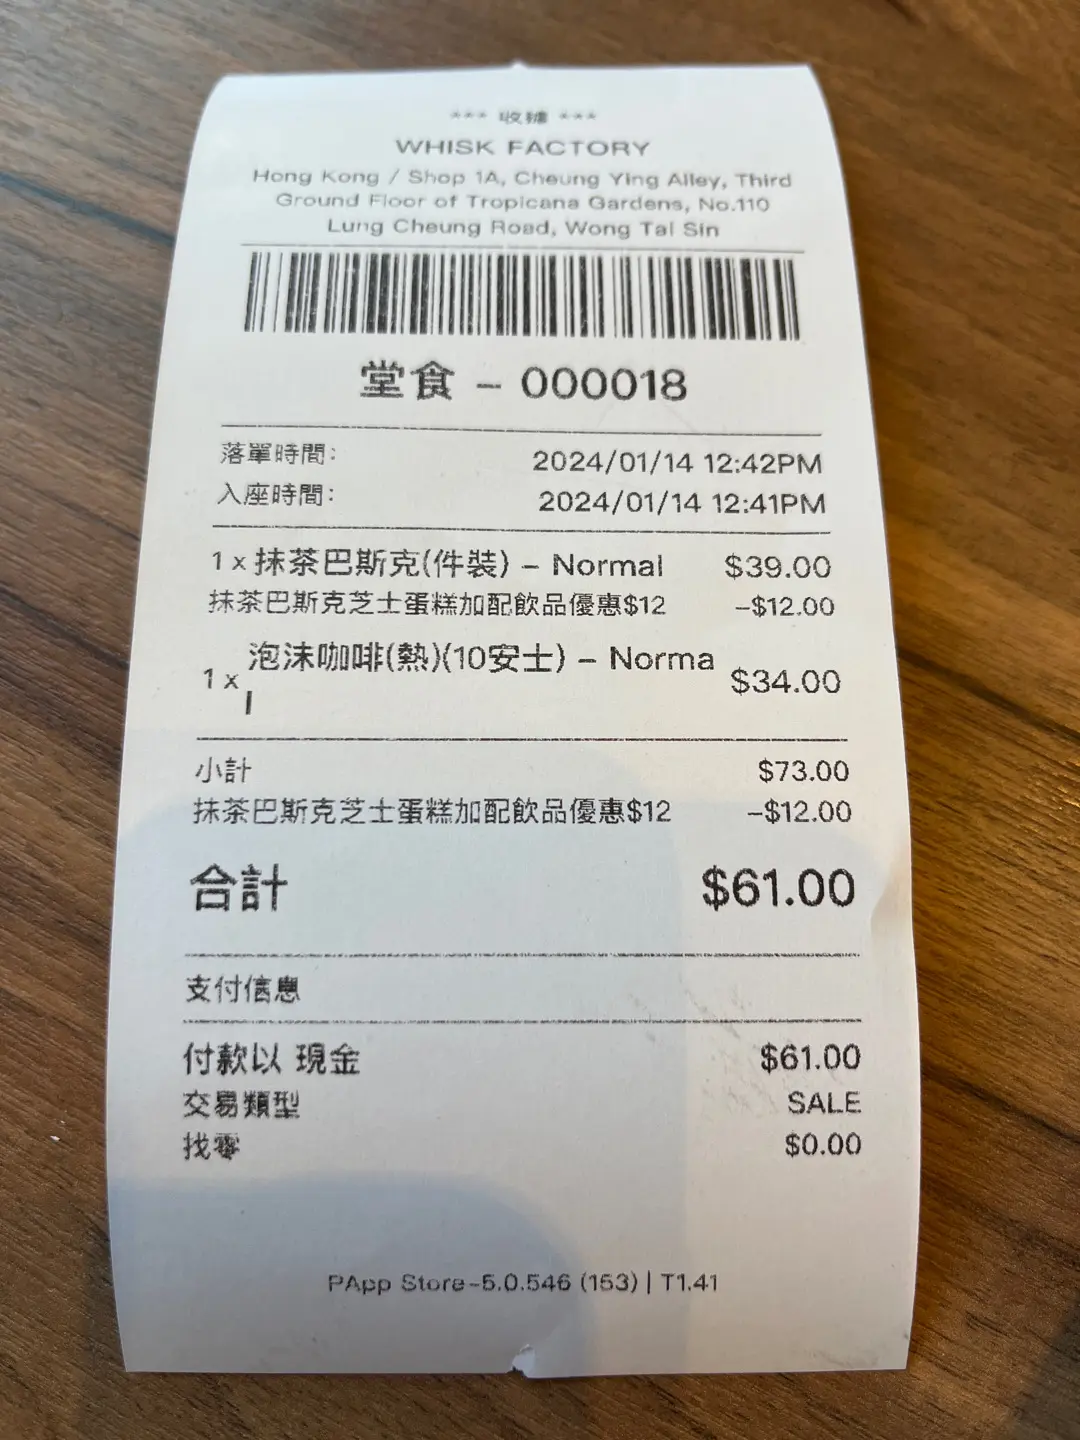 *** 收據 ***
WHISK FACTORY
Hong Kong / Shop 1A, Cheung Ying Alley, Third
Ground Floor of Tropicana Gardens, No.110
Lung Cheung Road, Wong Tai Sin
堂食 – 000018
落單時間: 2024/01/14 12:42PM
入座時間: 2024/01/14 12:41PM
1 x 抹茶巴斯克(件裝) – Normal $39.00
抹茶巴斯克芝士蛋糕加配飲品優惠$12 –$12.00
1 x 泡沫咖啡(熱)(10安士) – Norma $34.00
l
小計 $73.00
抹茶巴斯克芝士蛋糕加配飲品優惠$12 –$12.00
合計 $61.00
支付信息
付款以 現金 $61.00
交易類型 SALE
找零 $0.00
PApp Store-5.0.546 (153) | T1.41